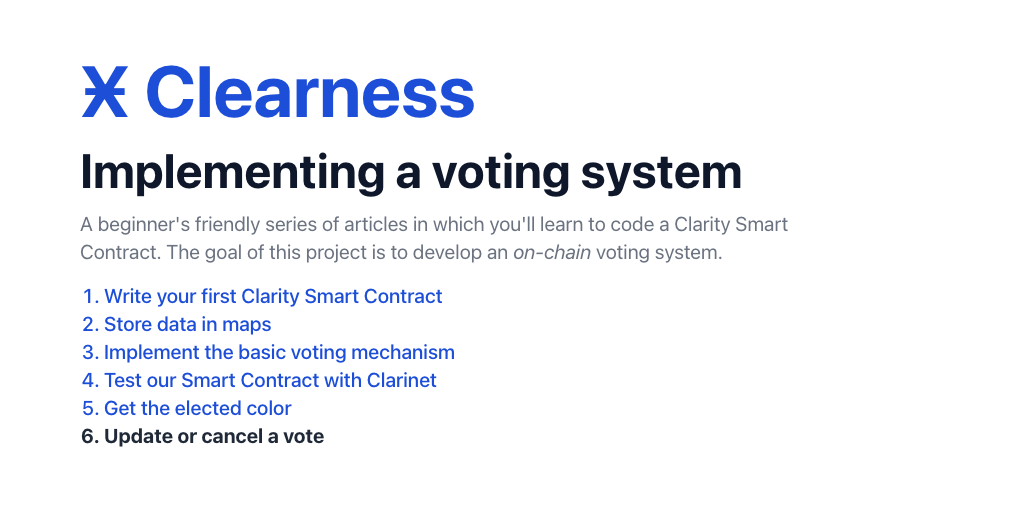 Ӿ Clearness
Implementing a voting system
A beginner's friendly series of articles in which you'll learn to code a Clarity Smart
Contract. The goal of this project is to develop an on-chain voting system.
1. Write your first Clarity Smart Contract
2. Store data in maps
3. Implement the basic voting mechanism
4. Test our Smart Contract with Clarinet
5. Get the elected color
6. Update or cancel a vote